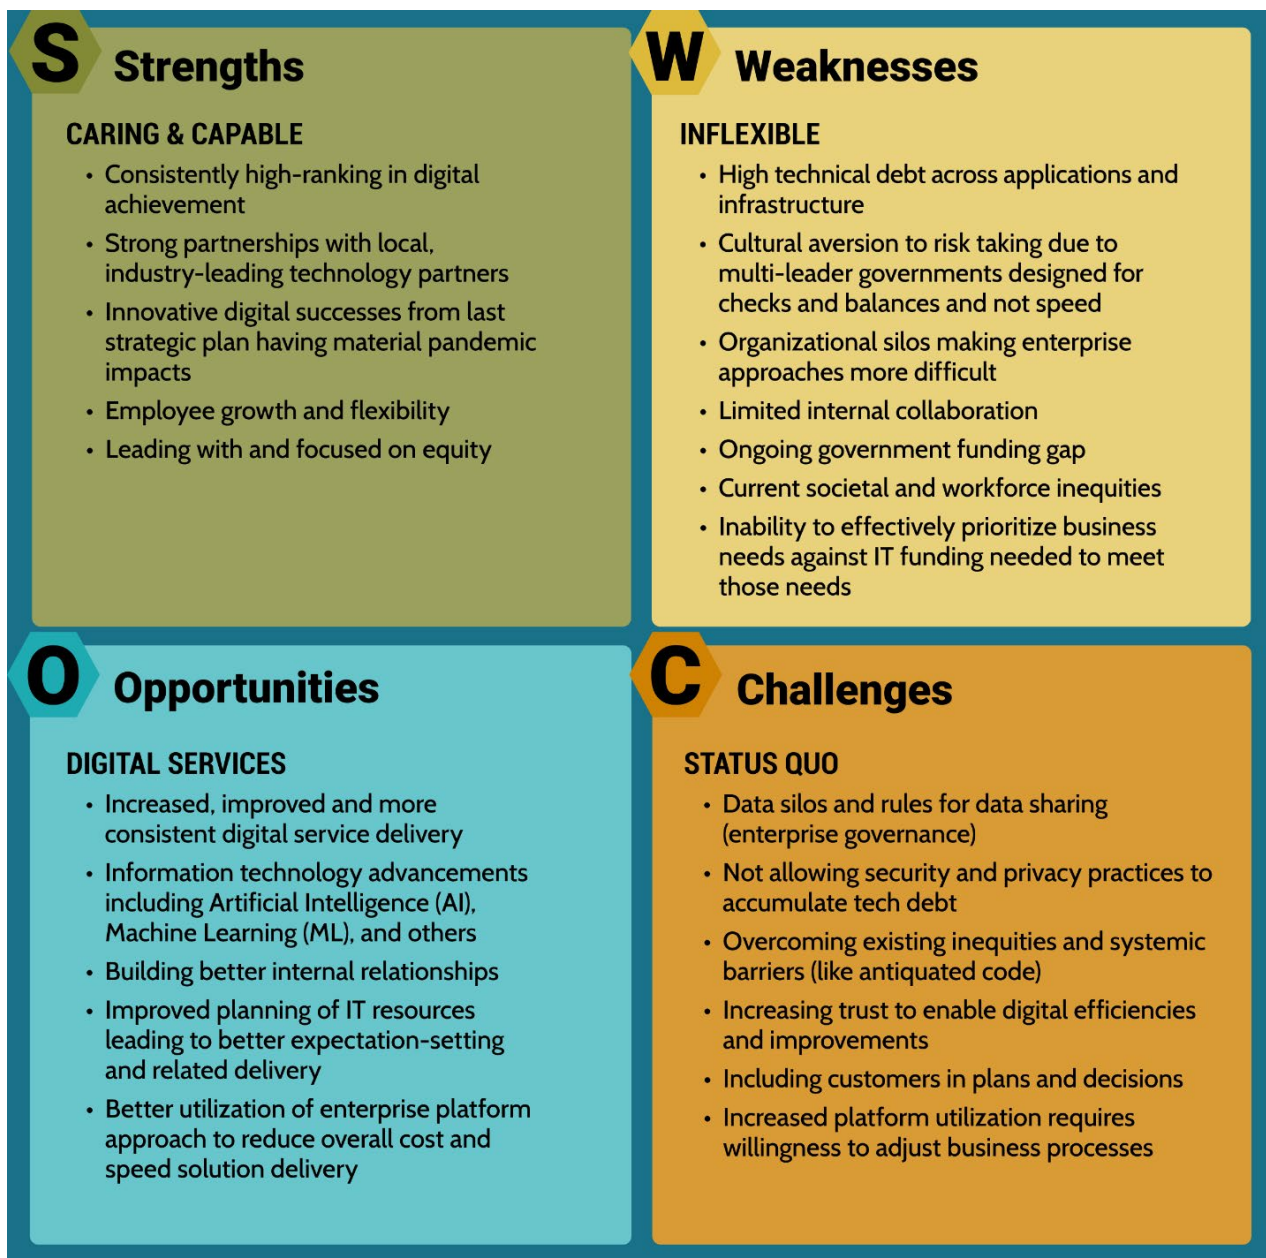 S Strengths
CARING & CAPABLE
• Consistently high-ranking in digital
achievement
• Strong partnerships with local,
industry-leading technology partners
• Innovative digital successes from last
strategic plan having material pandemic
impacts
• Employee growth and flexibility
• Leading with and focused on equity
W Weaknesses
INFLEXIBLE
• High technical debt across applications and
infrastructure
• Cultural aversion to risk taking due to
multi-leader governments designed for
checks and balances and not speed
• Organizational silos making enterprise
approaches more difficult
• Limited internal collaboration
• Ongoing government funding gap
• Current societal and workforce inequities
• Inability to effectively prioritize business
needs against IT funding needed to meet
those needs
O Opportunities
DIGITAL SERVICES
• Increased, improved and more
consistent digital service delivery
• Information technology advancements
including Artificial Intelligence (AI),
Machine Learning (ML), and others
• Building better internal relationships
• Improved planning of IT resources
leading to better expectation-setting
and related delivery
• Better utilization of enterprise platform
approach to reduce overall cost and
speed solution delivery
C Challenges
STATUS QUO
• Data silos and rules for data sharing
(enterprise governance)
• Not allowing security and privacy practices to
accumulate tech debt
• Overcoming existing inequities and systemic
barriers (like antiquated code)
• Increasing trust to enable digital efficiencies
and improvements
• Including customers in plans and decisions
• Increased platform utilization requires
willingness to adjust business processes